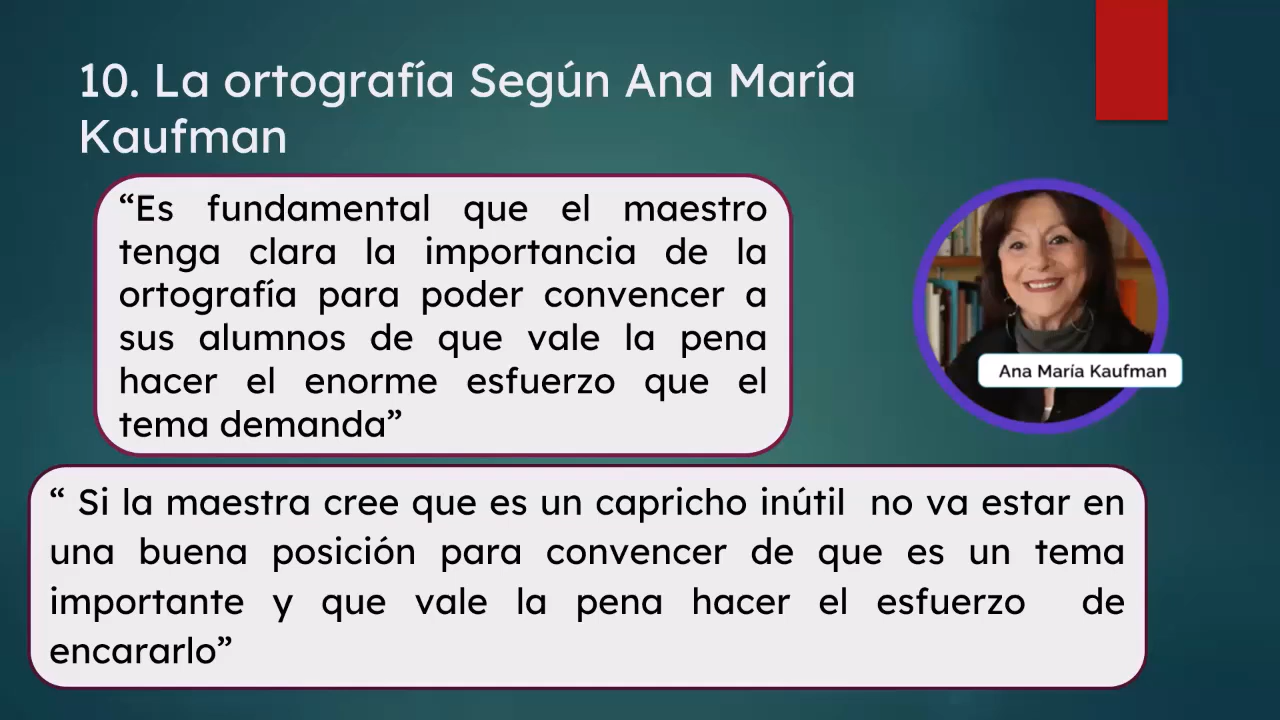 10. La ortografía Según Ana María
Kaufman
“Es fundamental que el maestro
tenga clara la importancia de la
ortografía para poder convencer a
sus alumnos de que vale la pena
hacer el enorme esfuerzo que el
tema demanda”
Ana María Kaufman
“ Si la maestra cree que es un capricho inútil  no va estar en
una buena posición para convencer de que es un tema
importante y que vale la pena hacer el esfuerzo  de
encararlo”